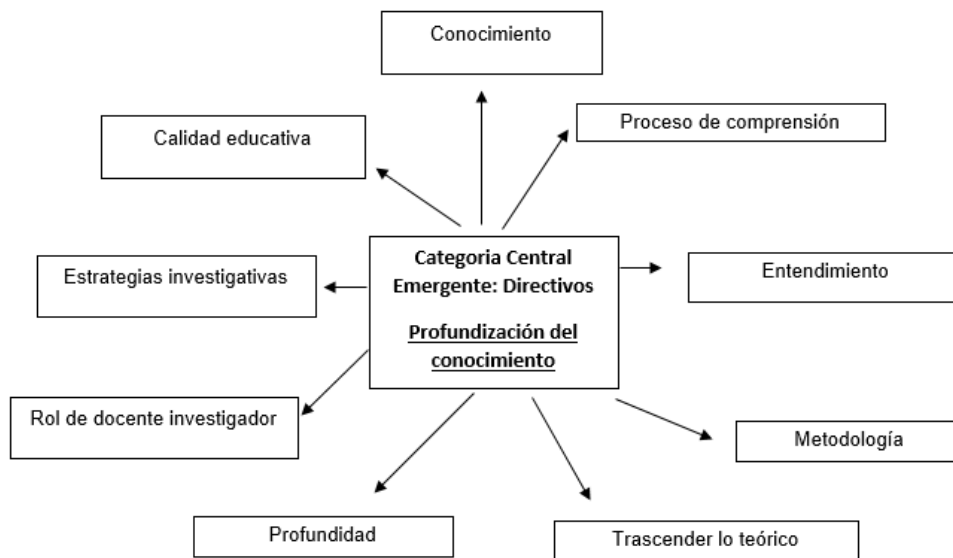 Conocimiento
Proceso de comprensión
Calidad educativa
Categoria Central
Emergente: Directivos
Profundización del
conocimiento
Estrategias investigativas
Entendimiento
Rol de docente investigador
Metodología
Profundidad
Trascender lo teórico